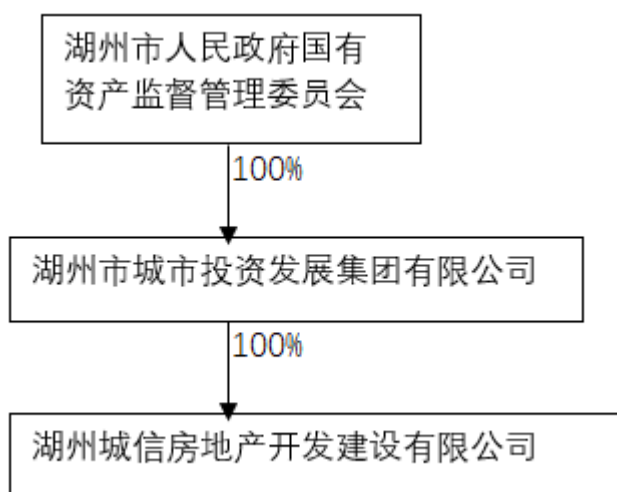 湖州市人民政府国有
资产监督管理委员会
100%
湖州市城市投资发展集团有限公司
100%
湖州城信房地产开发建设有限公司